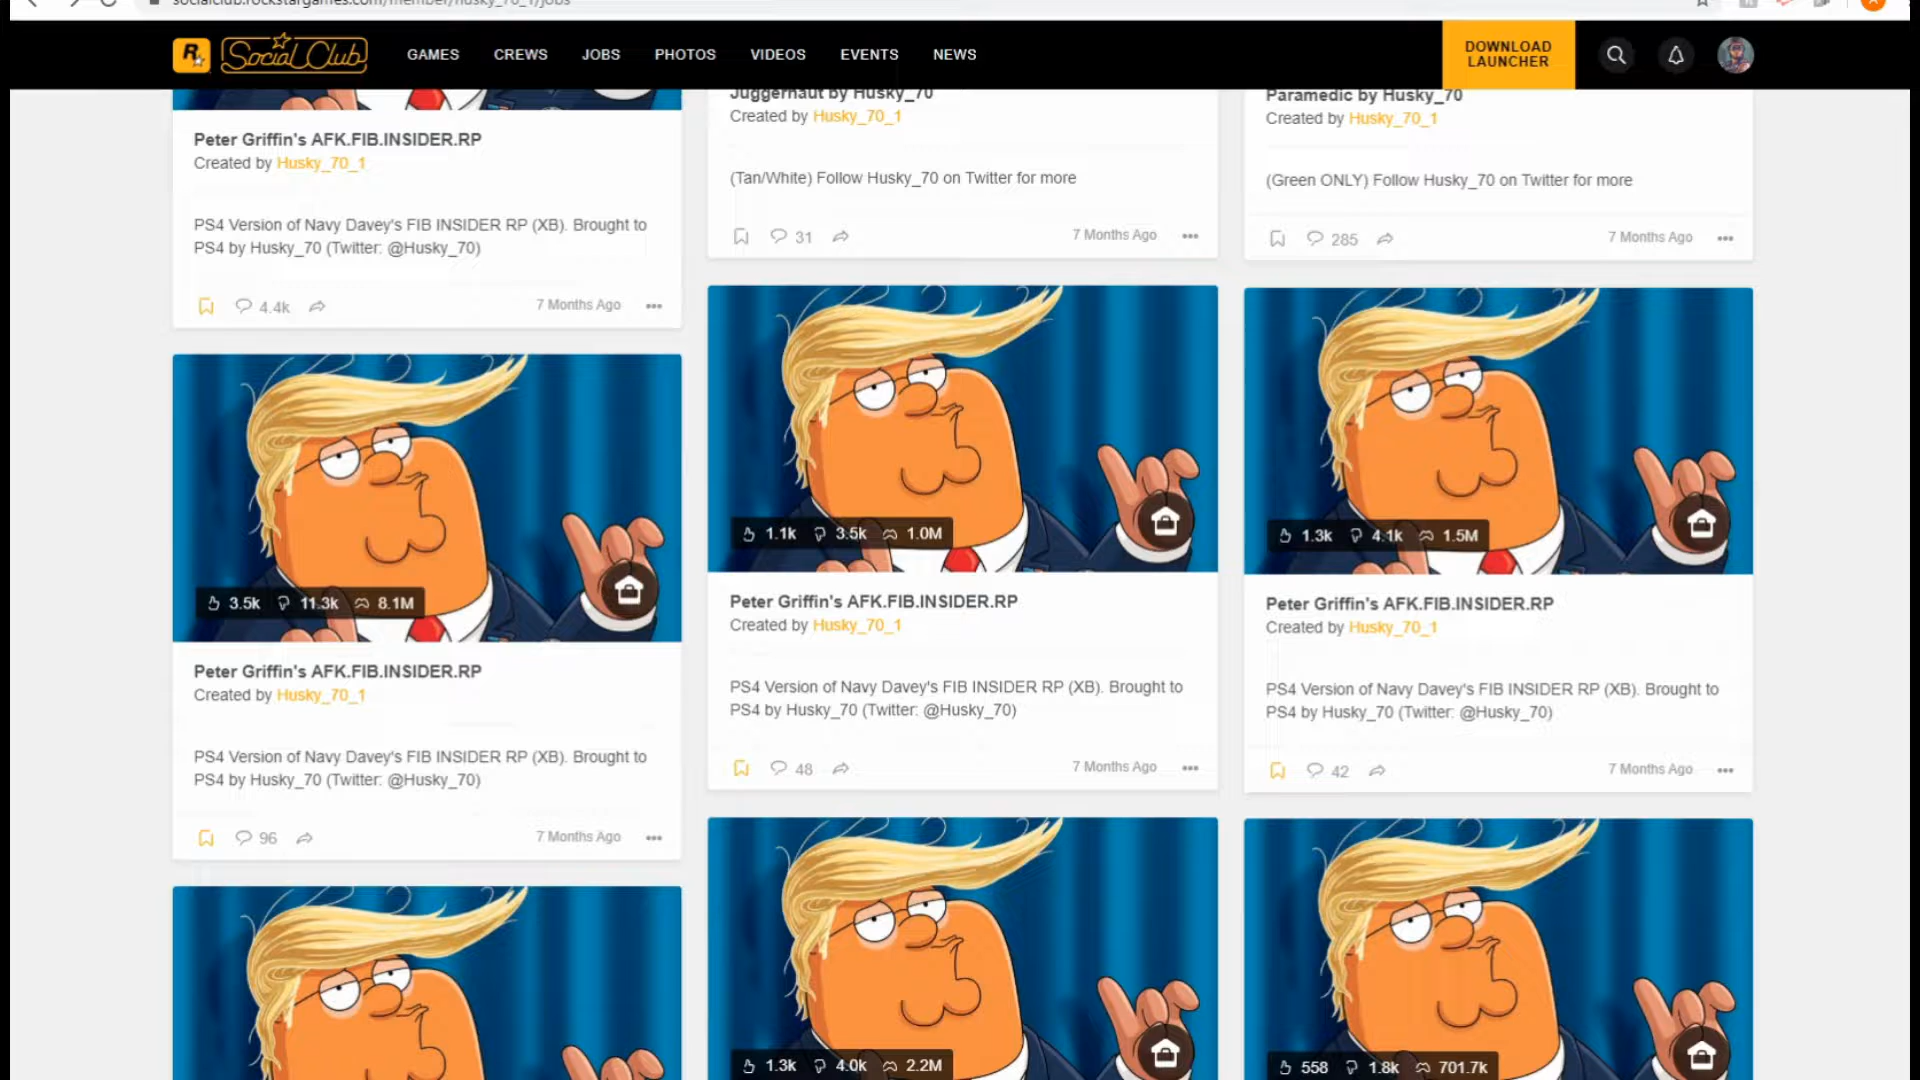 socialclub.rockstargames.com/member/husky_70_1/jobs
R
Social Club
GAMES
CREWS
JOBS
PHOTOS
VIDEOS
EVENTS
NEWS
DOWNLOAD
LAUNCHER
Peter Griffin's AFK.FIB.INSIDER.RP
Created by Husky_70_1
PS4 Version of Navy Davey's FIB INSIDER RP (XB). Brought to
PS4 by Husky_70 (Twitter: @Husky_70)
4.4k
7 Months Ago
Juggernaut by Husky_70
Created by Husky_70_1
(Tan/White) Follow Husky_70 on Twitter for more
31
7 Months Ago
Paramedic by Husky_70
Created by Husky_70_1
(Green ONLY) Follow Husky_70 on Twitter for more
285
7 Months Ago
3.5k 11.3k 8.1M
Peter Griffin's AFK.FIB.INSIDER.RP
Created by Husky_70_1
PS4 Version of Navy Davey's FIB INSIDER RP (XB). Brought to
PS4 by Husky_70 (Twitter: @Husky_70)
96
7 Months Ago
1.1k 3.5k 1.0M
Peter Griffin's AFK.FIB.INSIDER.RP
Created by Husky_70_1
PS4 Version of Navy Davey's FIB INSIDER RP (XB). Brought to
PS4 by Husky_70 (Twitter: @Husky_70)
48
7 Months Ago
1.3k 4.1k 1.5M
Peter Griffin's AFK.FIB.INSIDER.RP
Created by Husky_70_1
PS4 Version of Navy Davey's FIB INSIDER RP (XB). Brought to
PS4 by Husky_70 (Twitter: @Husky_70)
42
7 Months Ago
1.3k 4.0k 2.2M
558 1.8k 701.7k